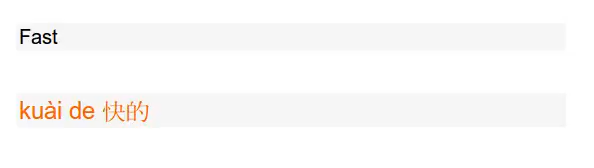 Fast
kuài de 快的